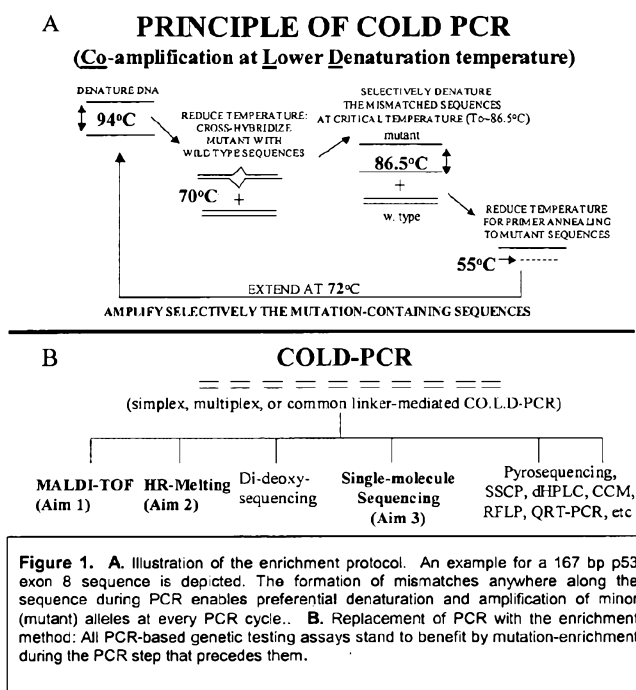 A
PRINCIPLE OF COLD PCR
(Co-amplification at Lower Denaturation temperature)
DENATURE DNA
94ºC
REDUCE TEMPERATURE:
CROSS-HYBRIDIZE
MUTANT WITH
WILD TYPE SEQUENCES
70ºC
+
SELECTIVELY DENATURE
THE MISMATCHED SEQUENCES
AT CRITICAL TEMPERATURE (Tc~86.5ºC)
mutant
86.5ºC
+
w. type
REDUCE TEMPERATURE
FOR PRIMER ANNEALING
TO MUTANT SEQUENCES
55ºC
EXTEND AT 72ºC
AMPLIFY SELECTIVELY THE MUTATION-CONTAINING SEQUENCES
B
COLD-PCR
(simplex, multiplex, or common linker-mediated CO.L.D-PCR)
MALDI-TOF
(Aim 1)
HR-Melting
(Aim 2)
Di-deoxy-
sequencing
Single-molecule
Sequencing
(Aim 3)
Pyrosequencing,
SSCP, dHPLC, CCM,
RFLP, QRT-PCR, etc
Figure 1. A. Illustration of the enrichment protocol. An example for a 167 bp p53
exon 8 sequence is depicted. The formation of mismatches anywhere along the
sequence during PCR enables preferential denaturation and amplification of minor
(mutant) alleles at every PCR cycle.. B. Replacement of PCR with the enrichment
method: All PCR-based genetic testing assays stand to benefit by mutation-enrichment
during the PCR step that precedes them.